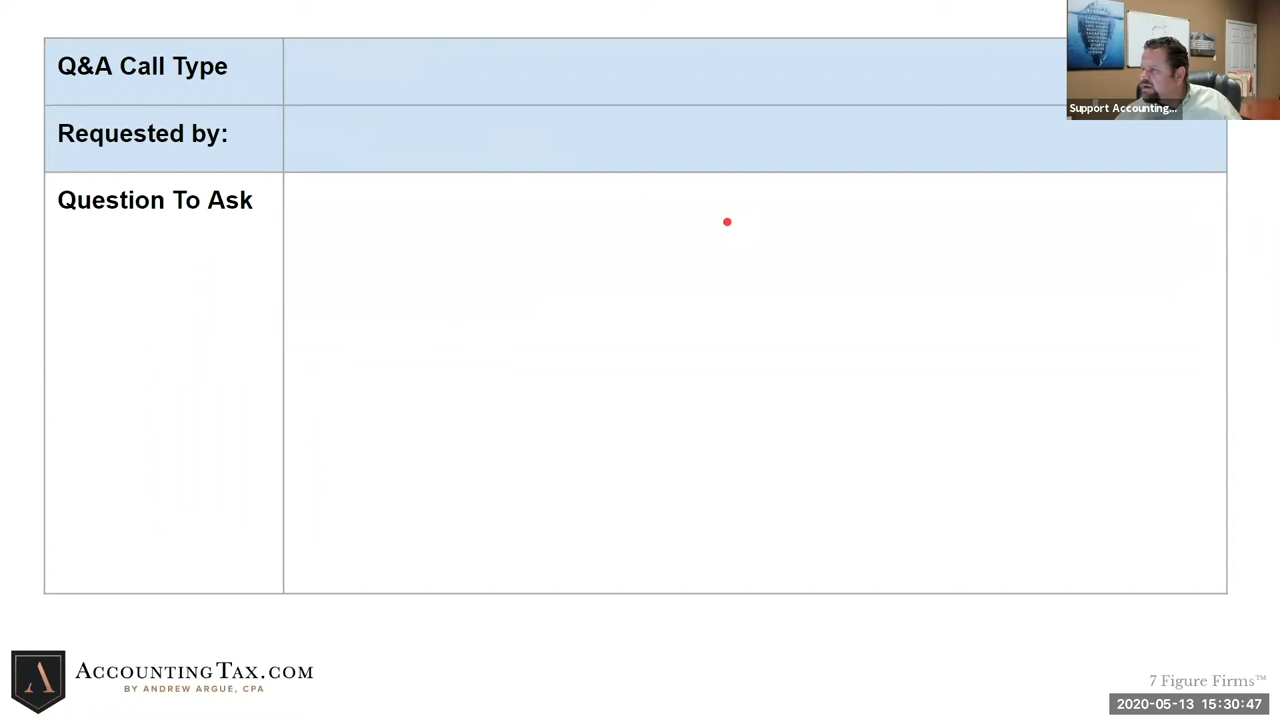 Q&A Call Type
Requested by:
Question To Ask
Support Accounting...
ACCOUNTINGTAX.COM
BY ANDREW ARGUE, CPA
7 Figure Firms™
2020-05-13 15:30:47